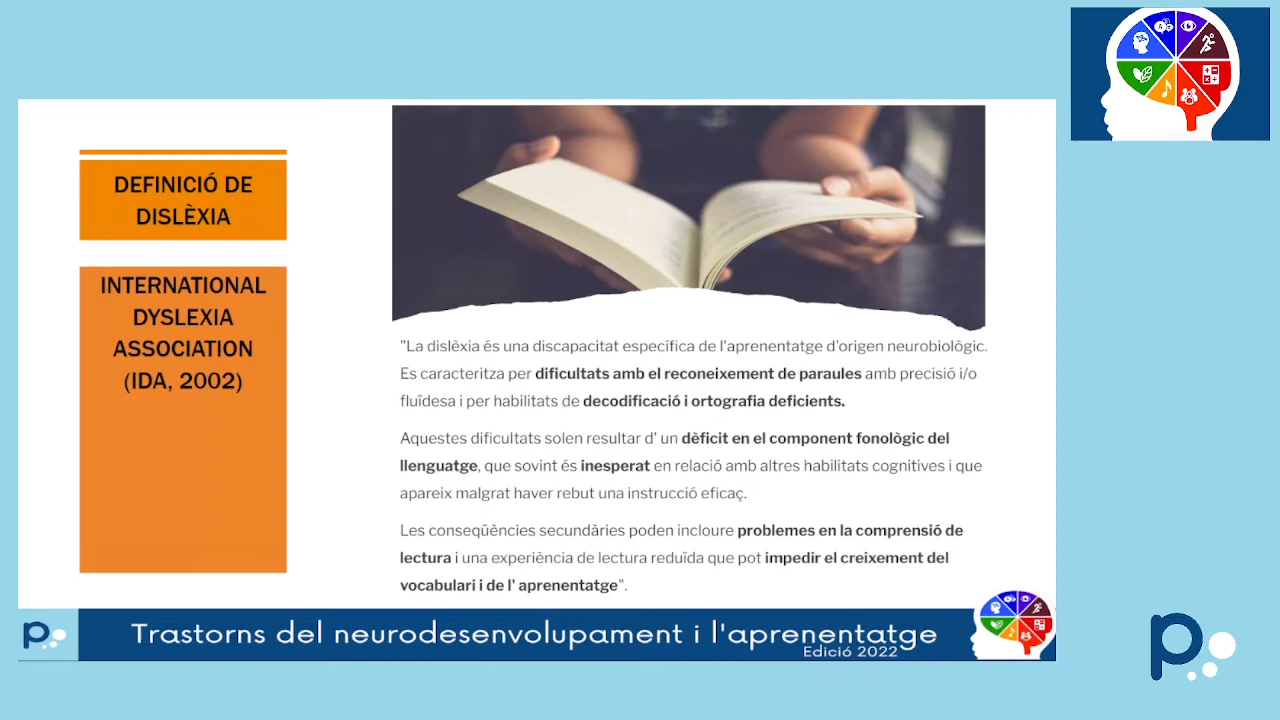 DEFINICIÓ DE
DISLÈXIA
INTERNATIONAL
DYSLEXIA
ASSOCIATION
(IDA, 2002)
"La dislèxia és una discapacitat específica de l'aprenentatge d'origen neurobiològic.
Es caracteritza per dificultats amb el reconeixement de paraules amb precisió i/o
fluïdesa i per habilitats de decodificació i ortografia deficients.
Aquestes dificultats solen resultar d' un dèficit en el component fonològic del
llenguatge, que sovint és inesperat en relació amb altres habilitats cognitives i que
apareix malgrat haver rebut una instrucció eficaç.
Les conseqüències secundàries poden incloure problemes en la comprensió de
lectura i una experiència de lectura reduïda que pot impedir el creixement del
vocabulari i de l' aprenentatge".
p
Trastorns del neurodesenvolupament i l'aprenentatge
Edició 2022
p